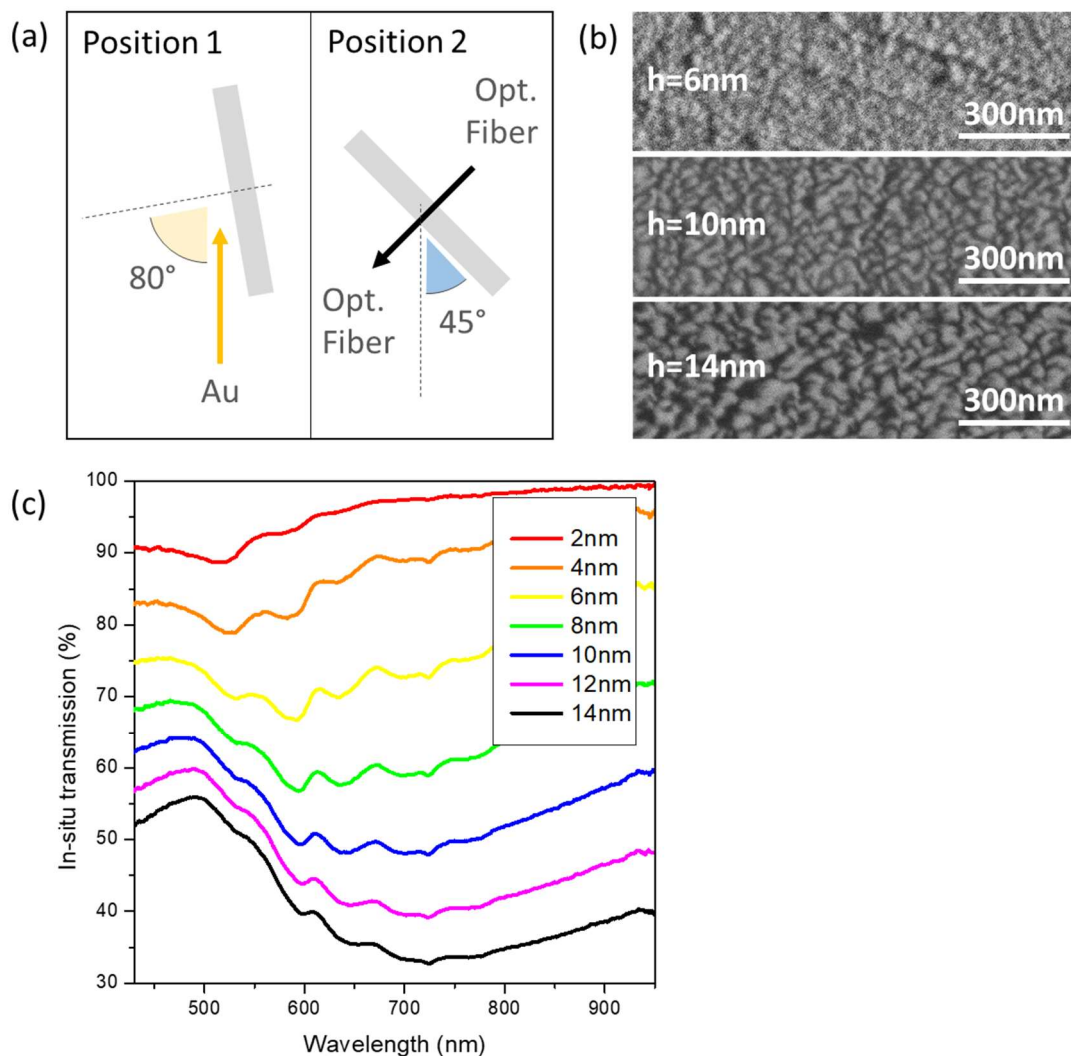 (a)
Position 1
80°
Au
Position 2
Opt.
Fiber
Opt.
Fiber
45°
(b)
h=6nm
300nm
h=10nm
300nm
h=14nm
300nm
(c)
In-situ transmission (%)
100
90
80
70
60
50
40
30
2nm
4nm
6nm
8nm
10nm
12nm
14nm
500
600
700
800
900
Wavelength (nm)